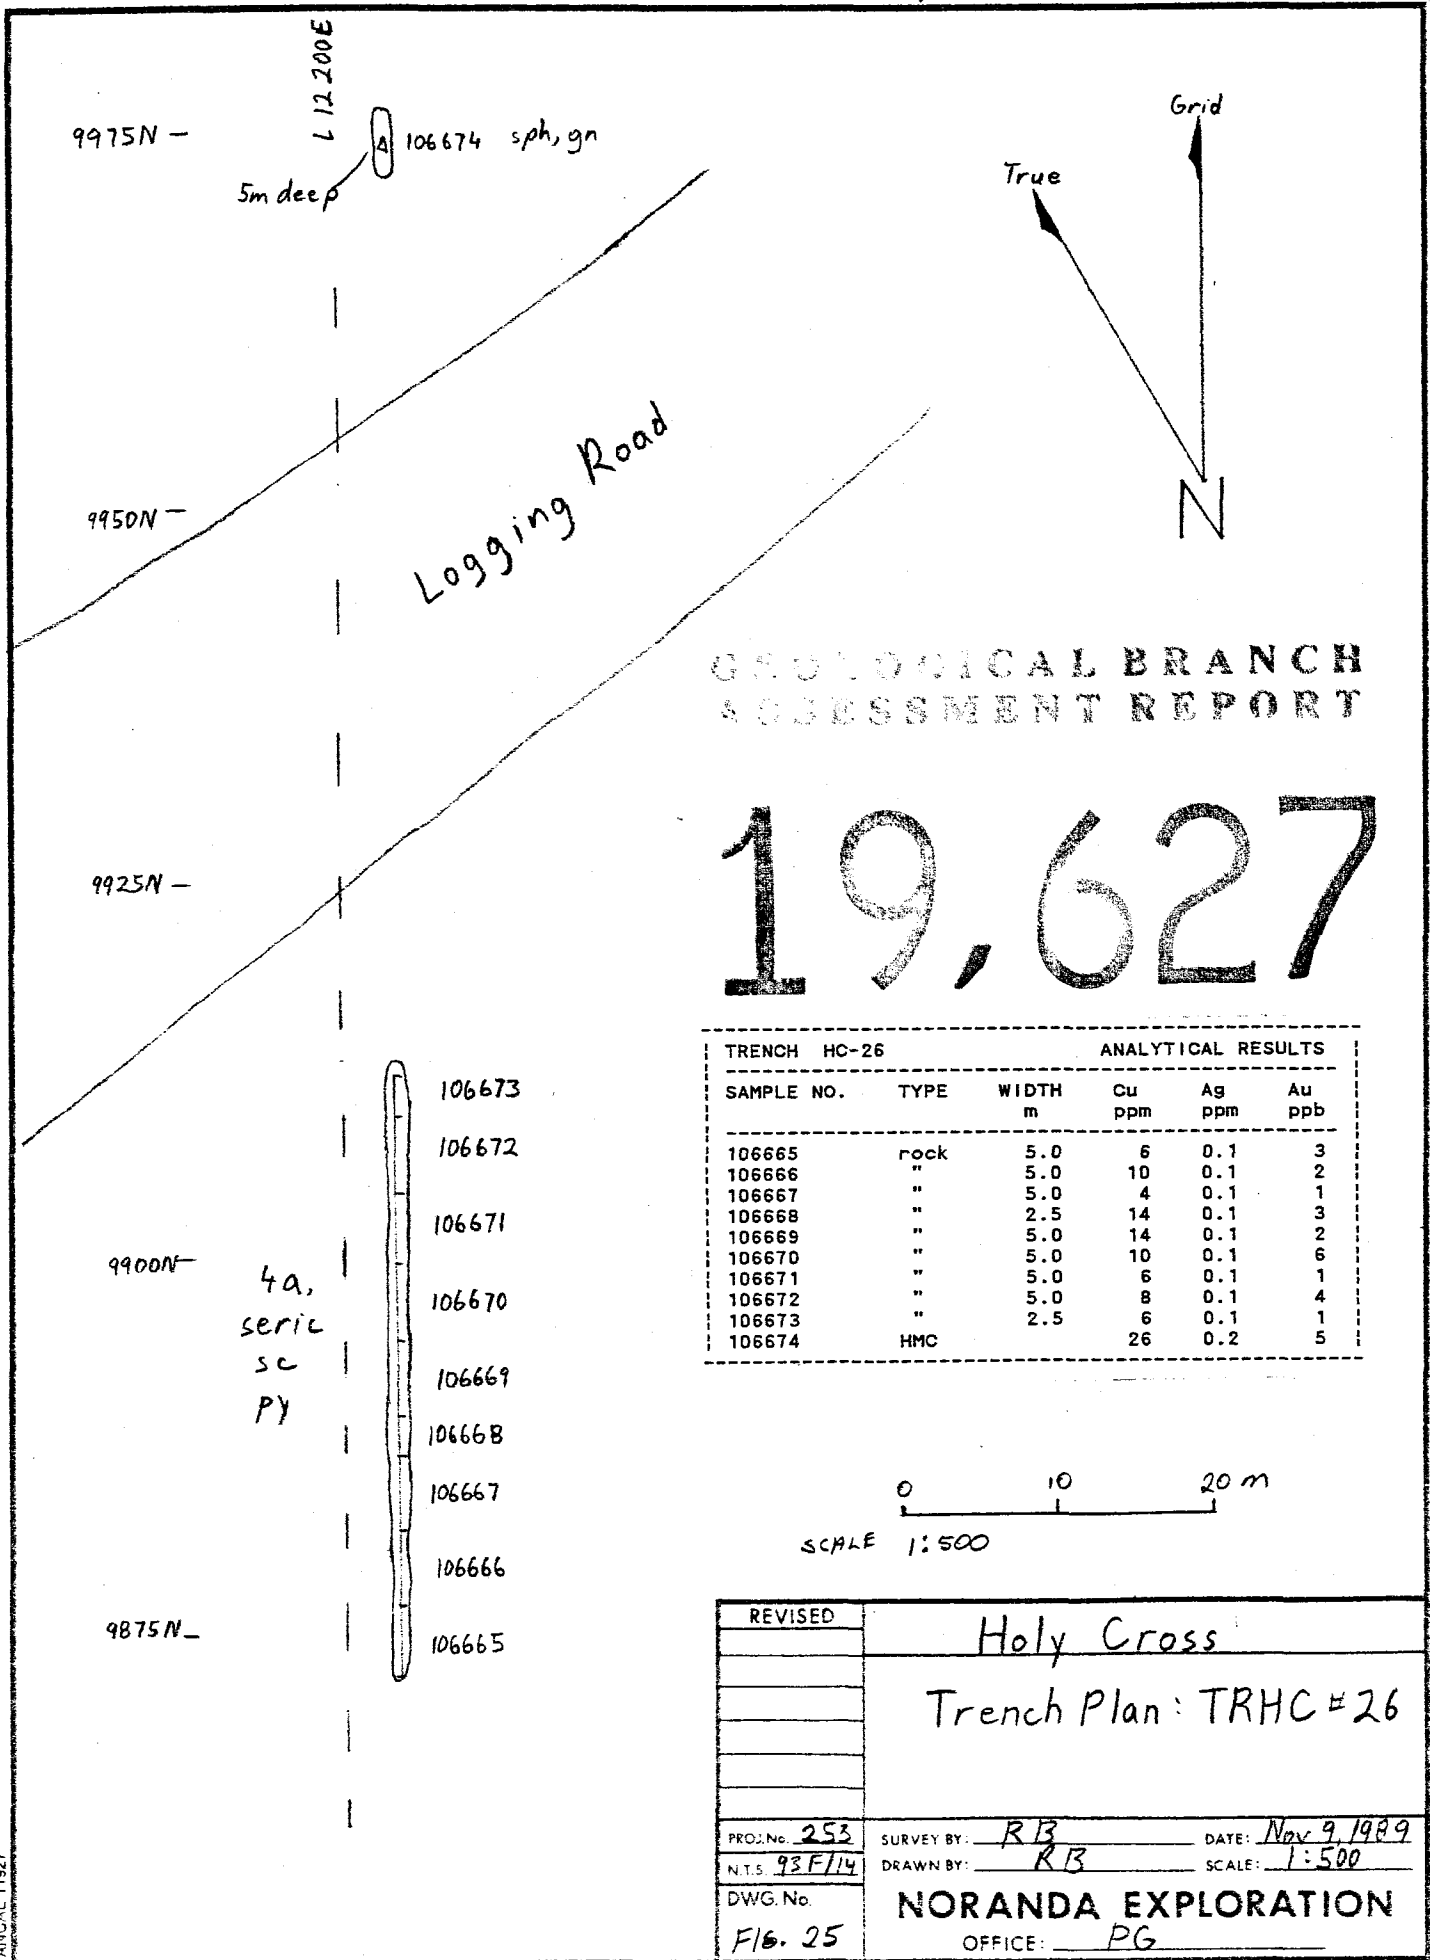 L 12 200E
9975N –
106674 sph, gn
5m deep
Grid
True
N
9950N –
Logging Road
GEOLOGICAL BRANCH
ASSESSMENT REPORT
19,627
9925N –
TRENCH HC-26 ANALYTICAL RESULTS
SAMPLE NO. TYPE WIDTH Cu Ag Au
m ppm ppm ppb
106665 rock 5.0 6 0.1 3
106666 " 5.0 10 0.1 2
106667 " 5.0 4 0.1 1
106668 " 2.5 14 0.1 3
106669 " 5.0 14 0.1 2
106670 " 5.0 10 0.1 6
106671 " 5.0 6 0.1 1
106672 " 5.0 8 0.1 4
106673 " 2.5 6 0.1 1
106674 HMC 26 0.2 5
106673
106672
106671
9900N–
106670
106669
106668
106667
106666
9875N–
106665
4a,
seric
sc
py
0 10 20 m
SCALE 1:500
REVISED
Holy Cross
Trench Plan: TRHC #26
PROJ. No. 253
N.T.S. 93 F/14
DWG. No.
FIG. 25
SURVEY BY: RB DATE: Nov 9, 1989
DRAWN BY: RB SCALE: 1:500
NORANDA EXPLORATION
OFFICE: PG